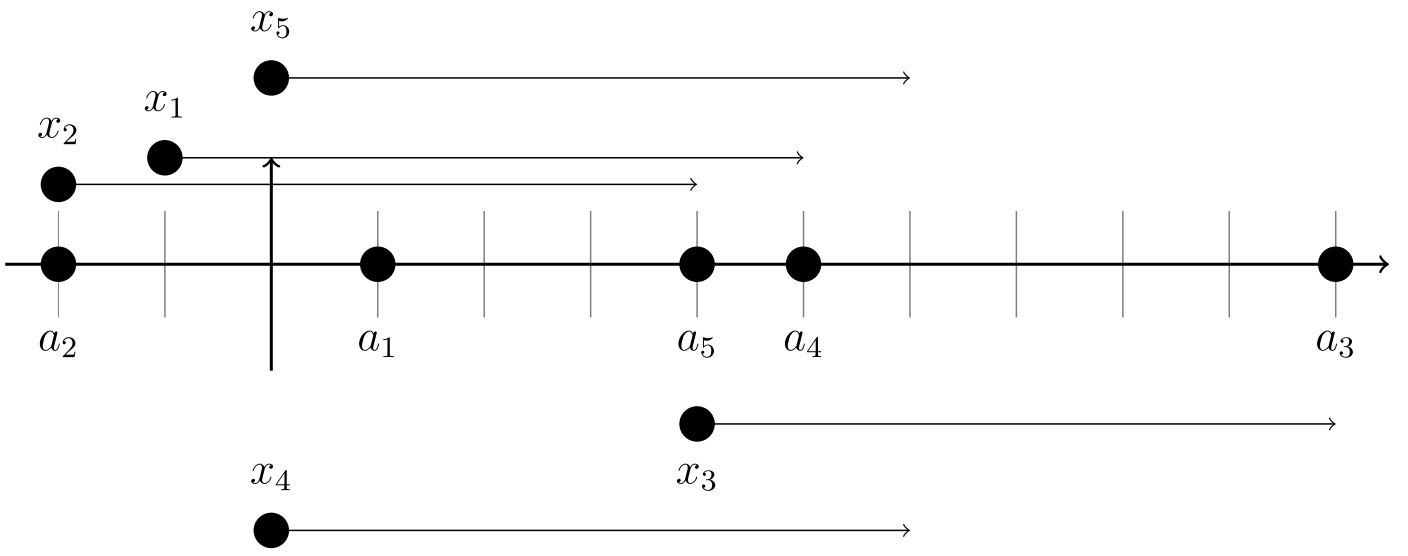 x₅
x₁
x₂
a₂ a₁ a₅ a₄ a₃
x₄ x₃